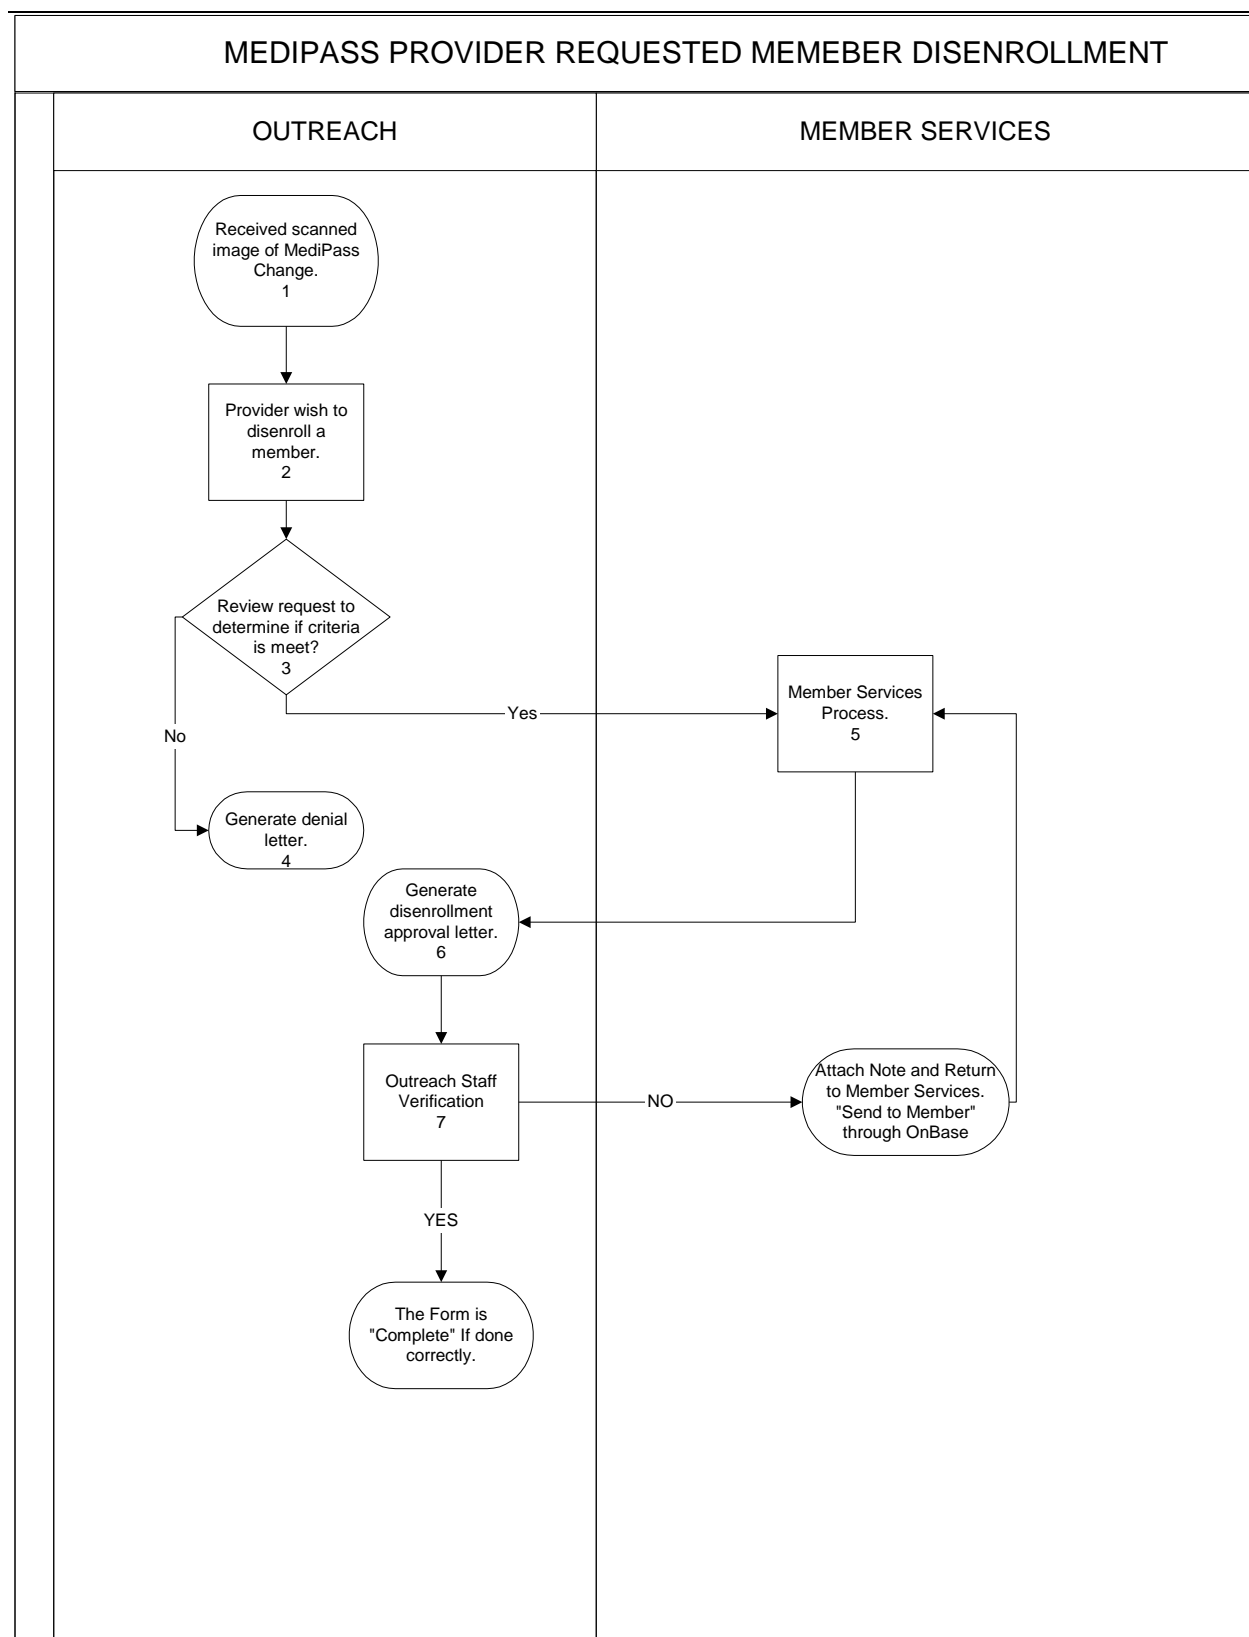 MEDIPASS PROVIDER REQUESTED MEMEBER DISENROLLMENT
OUTREACH
MEMBER SERVICES
Received scanned
image of MediPass
Change.
1
Provider wish to
disenroll a
member.
2
Review request to
determine if criteria
is meet?
3
Yes
No
Member Services
Process.
5
Generate denial
letter.
4
Generate
disenrollment
approval letter.
6
Outreach Staff
Verification
7
NO
Attach Note and Return
to Member Services.
"Send to Member"
through OnBase
YES
The Form is
"Complete" If done
correctly.